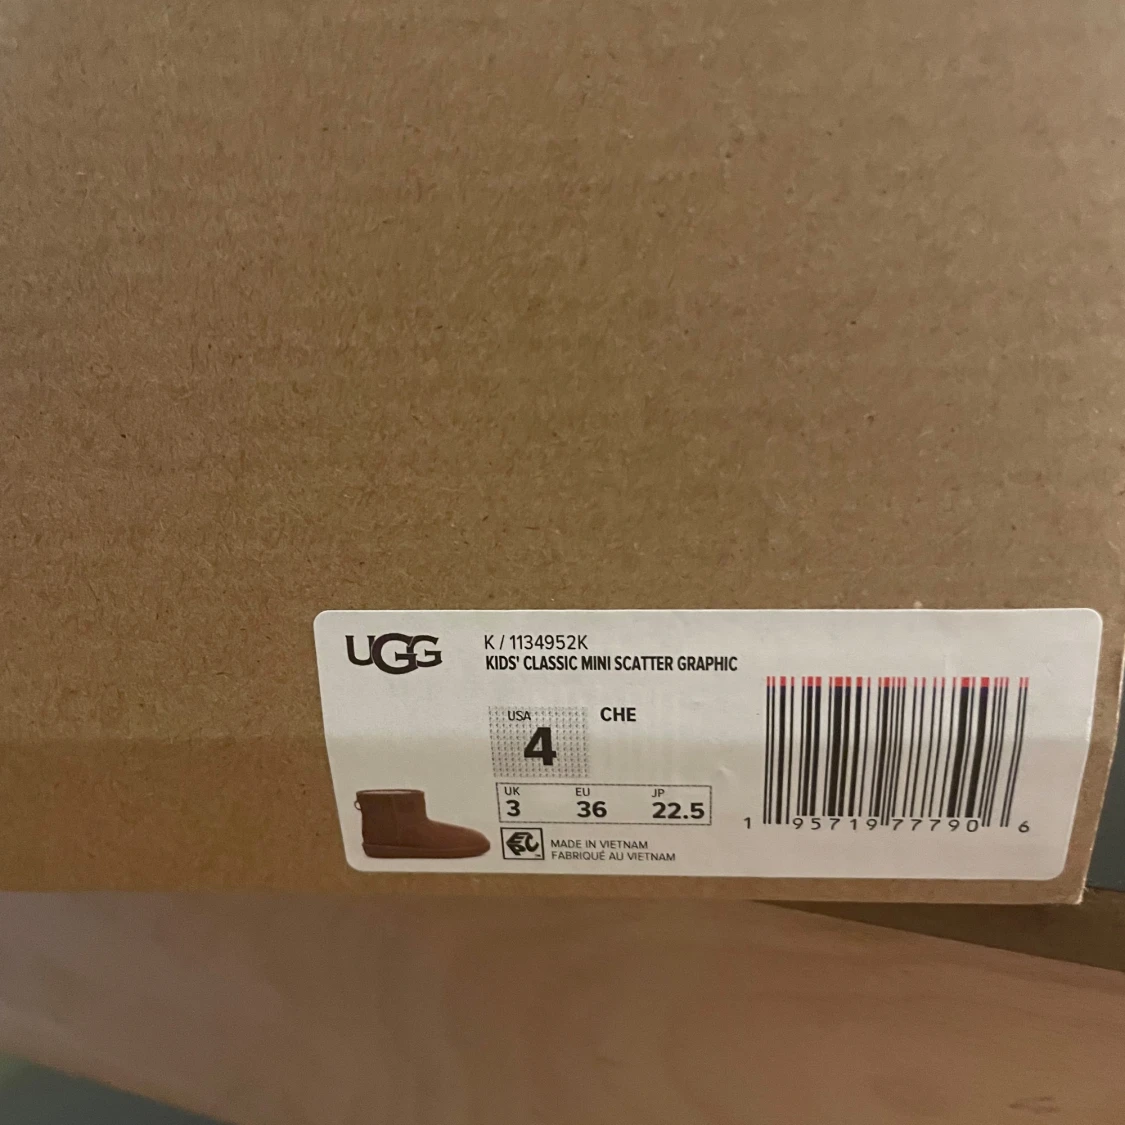 UGG
K / 1134952K
KIDS' CLASSIC MINI SCATTER GRAPHIC
USA
4
CHE
UK EU JP
3 36 22.5
MADE IN VIETNAM
FABRIQUÉ AU VIETNAM
1 95719 77790 6